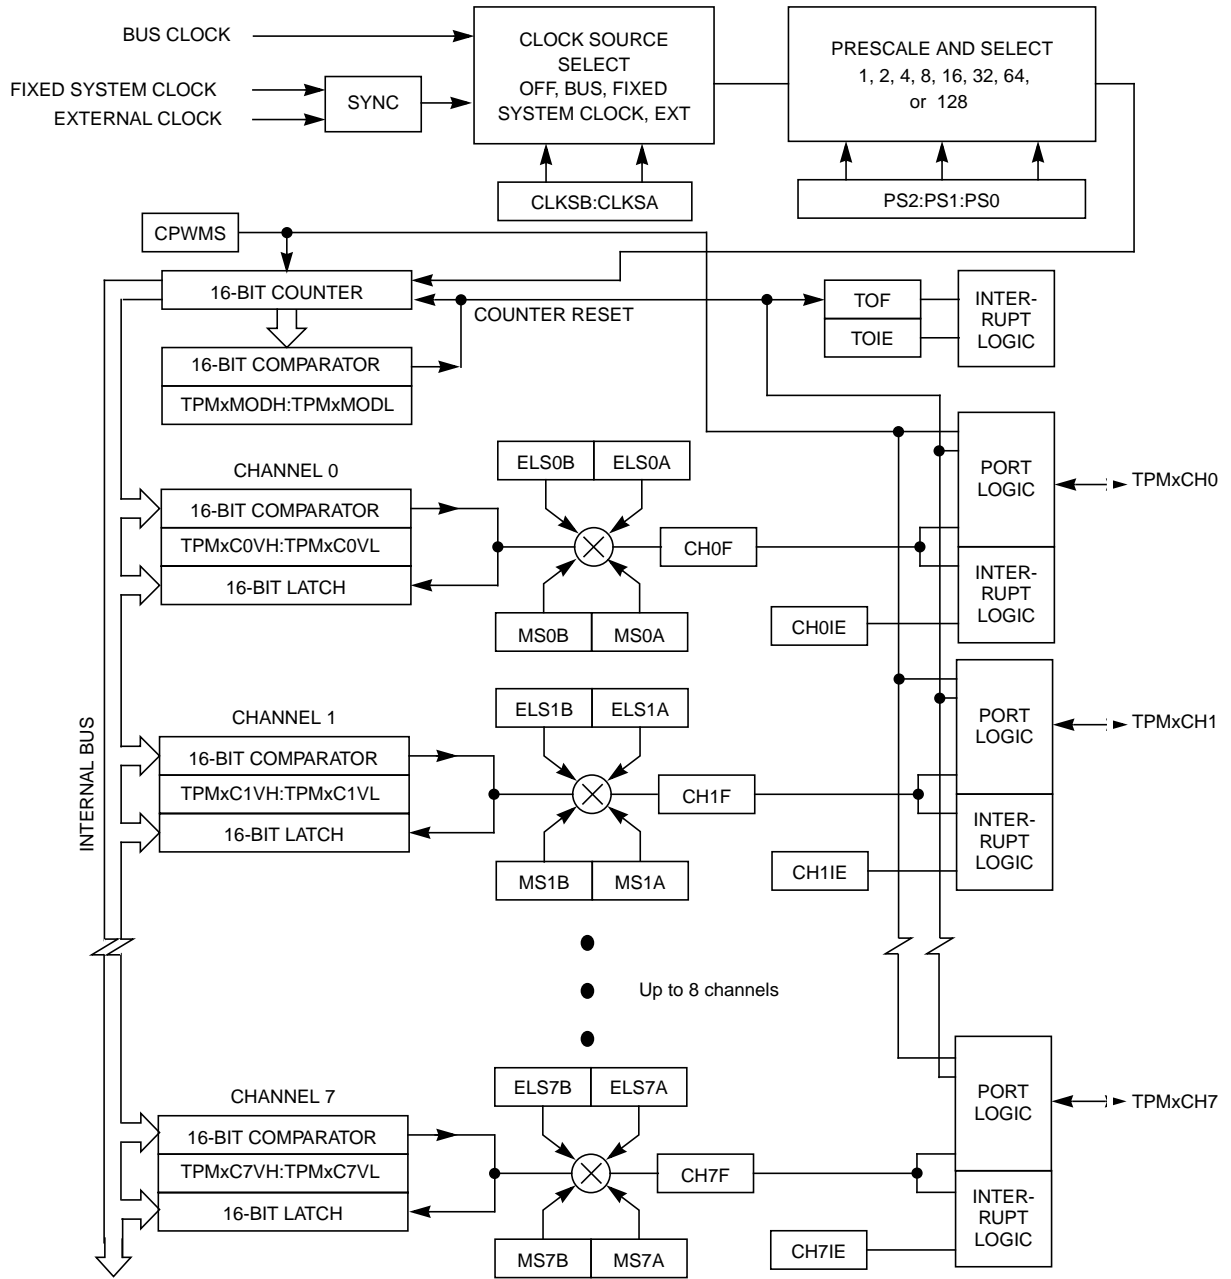 BUS CLOCK
FIXED SYSTEM CLOCK
EXTERNAL CLOCK
SYNC
CLOCK SOURCE
SELECT
OFF, BUS, FIXED
SYSTEM CLOCK, EXT
PRESCALE AND SELECT
1, 2, 4, 8, 16, 32, 64,
or 128
CLKSB:CLKSA
PS2:PS1:PS0
CPWMS
16-BIT COUNTER
COUNTER RESET
16-BIT COMPARATOR
TPMxMODH:TPMxMODL
TOF
TOIE
INTER-
RUPT
LOGIC
CHANNEL 0
16-BIT COMPARATOR
TPMxC0VH:TPMxC0VL
16-BIT LATCH
ELS0B
ELS0A
MS0B
MS0A
CH0F
CH0IE
PORT
LOGIC
INTER-
RUPT
LOGIC
TPMxCH0
INTERNAL BUS
CHANNEL 1
16-BIT COMPARATOR
TPMxC1VH:TPMxC1VL
16-BIT LATCH
ELS1B
ELS1A
MS1B
MS1A
CH1F
CH1IE
PORT
LOGIC
INTER-
RUPT
LOGIC
TPMxCH1
Up to 8 channels
CHANNEL 7
16-BIT COMPARATOR
TPMxC7VH:TPMxC7VL
16-BIT LATCH
ELS7B
ELS7A
MS7B
MS7A
CH7F
CH7IE
PORT
LOGIC
INTER-
RUPT
LOGIC
TPMxCH7